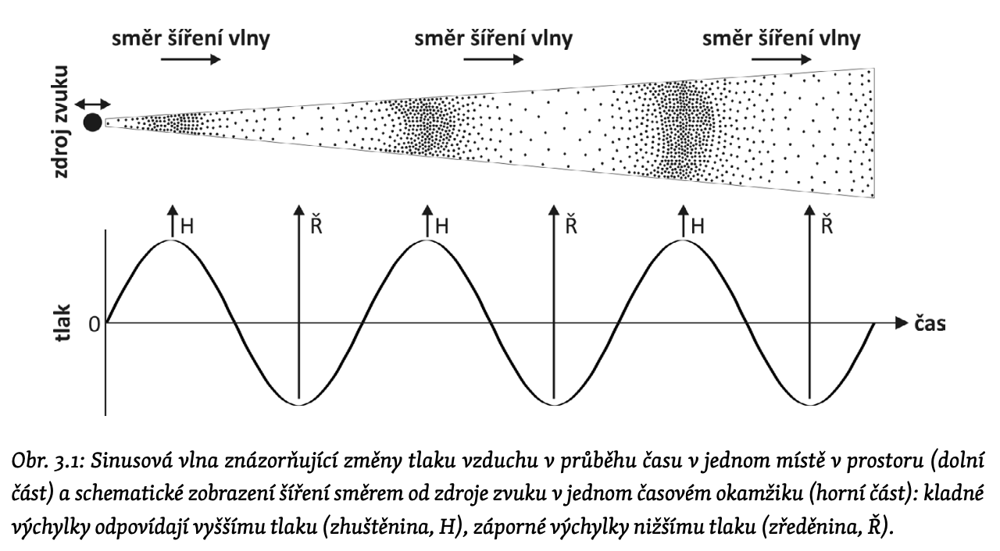 směr šíření vlny
směr šíření vlny
směr šíření vlny
zdroj zvuku
H
Ř
H
Ř
H
Ř
tlak
0
čas
Obr. 3.1: Sinusová vlna znázorňující změny tlaku vzduchu v průběhu času v jednom místě v prostoru (dolní
část) a schematické zobrazení šíření směrem od zdroje zvuku v jednom časovém okamžiku (horní část): kladné
výchylky odpovídají vyššímu tlaku (zhuštěnina, H), záporné výchylky nižšímu tlaku (zředěnina, Ř).